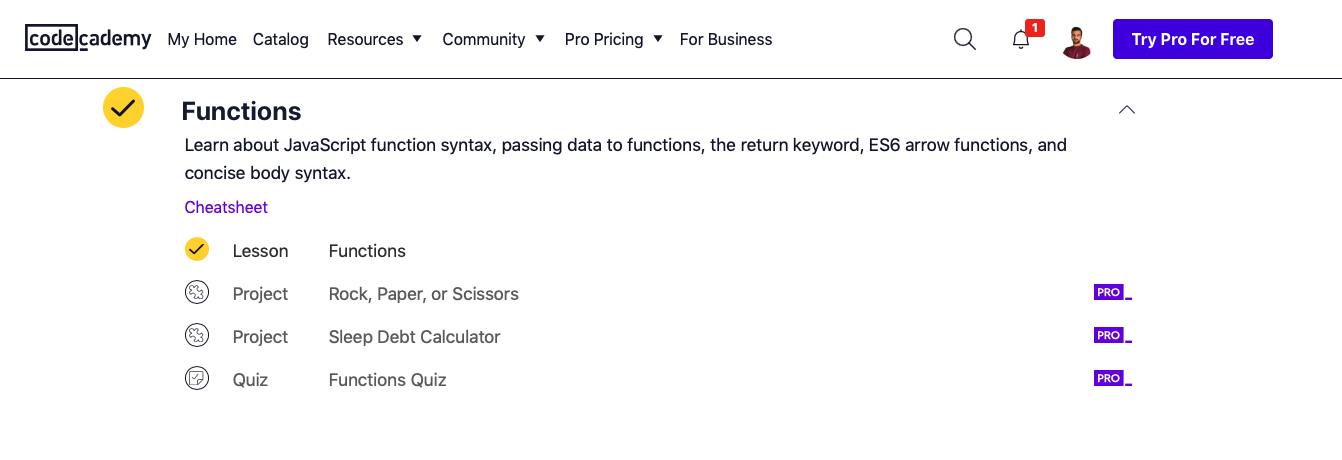 codecademy My Home Catalog Resources Community Pro Pricing For Business 1 Try Pro For Free
Functions
Learn about JavaScript function syntax, passing data to functions, the return keyword, ES6 arrow functions, and
concise body syntax.
Cheatsheet
Lesson Functions
Project Rock, Paper, or Scissors PRO
Project Sleep Debt Calculator PRO
Quiz Functions Quiz PRO